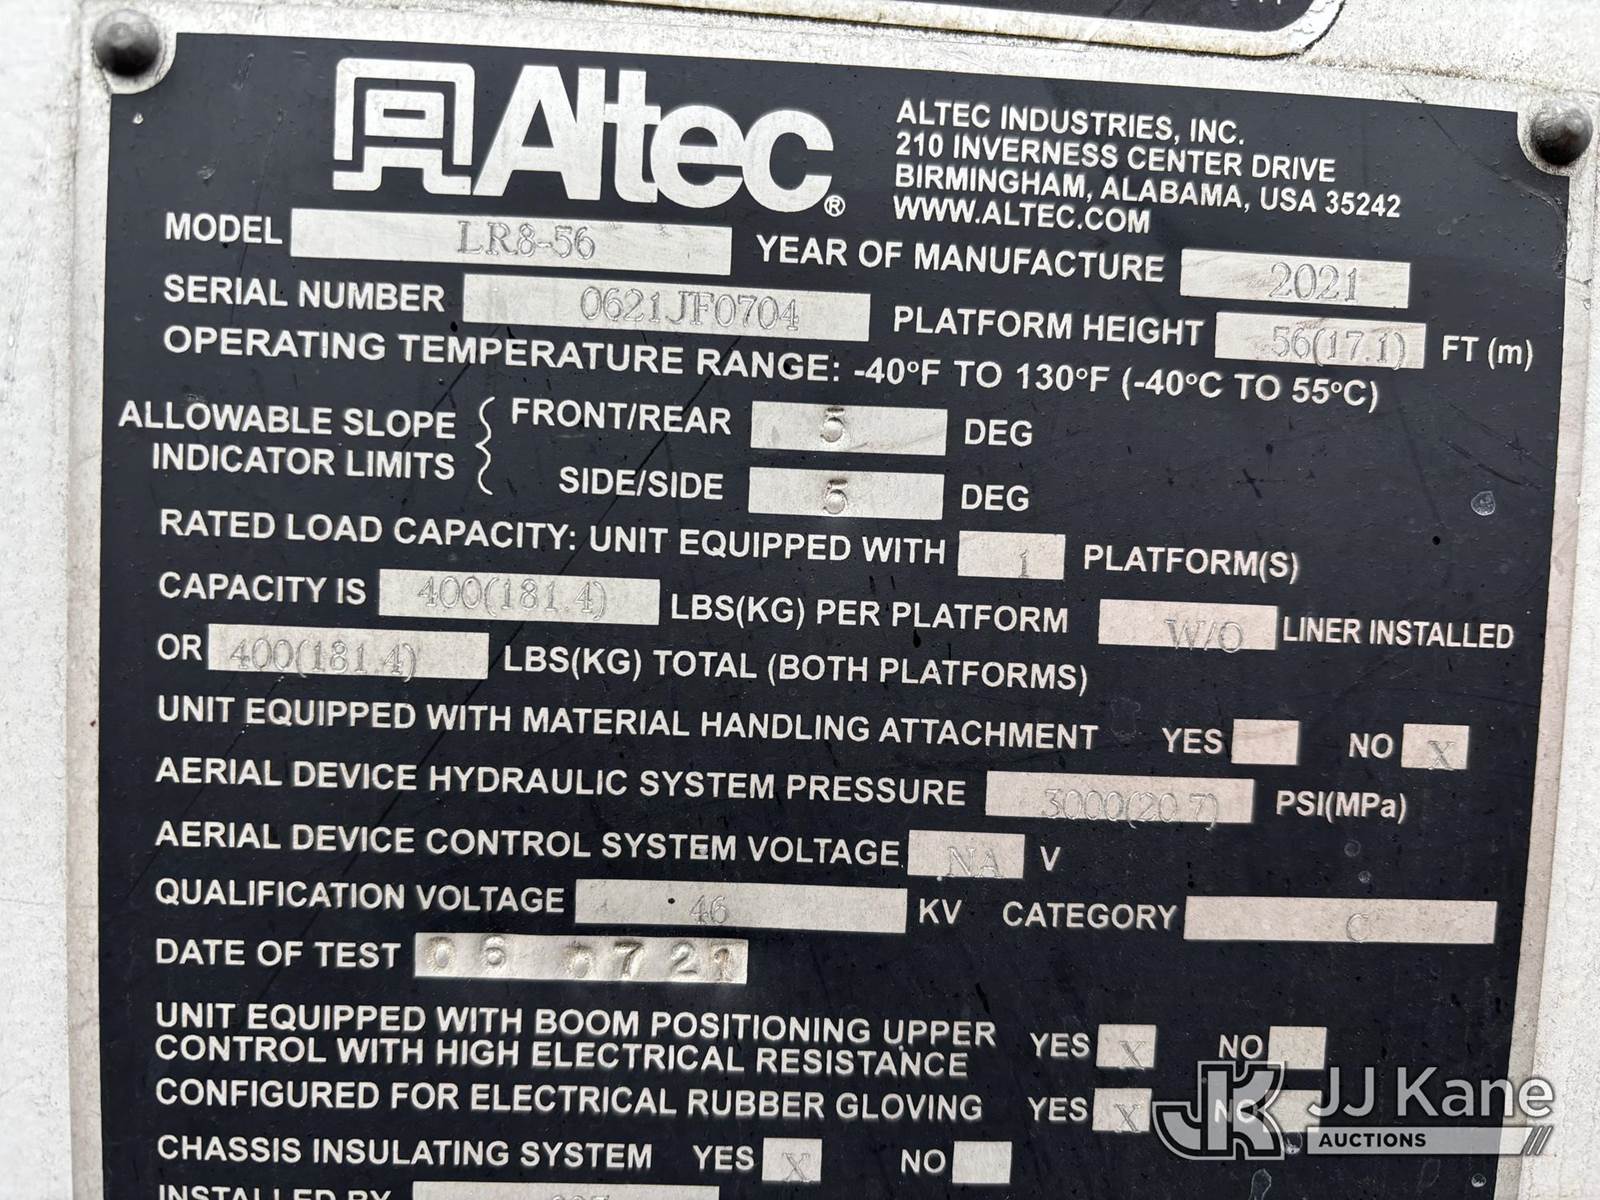 Altec®
ALTEC INDUSTRIES, INC.
210 INVERNESS CENTER DRIVE
BIRMINGHAM, ALABAMA, USA 35242
WWW.ALTEC.COM
MODEL LR8-56 YEAR OF MANUFACTURE 2021
SERIAL NUMBER 0621JF0704 PLATFORM HEIGHT 56(17.1) FT (m)
OPERATING TEMPERATURE RANGE: -40°F TO 130°F (-40°C TO 55°C)
ALLOWABLE SLOPE INDICATOR LIMITS { FRONT/REAR 5 DEG
SIDE/SIDE 5 DEG
RATED LOAD CAPACITY: UNIT EQUIPPED WITH 1 PLATFORM(S)
CAPACITY IS 400(181.4) LBS(KG) PER PLATFORM W/O LINER INSTALLED
OR 400(181.4) LBS(KG) TOTAL (BOTH PLATFORMS)
UNIT EQUIPPED WITH MATERIAL HANDLING ATTACHMENT YES NO X
AERIAL DEVICE HYDRAULIC SYSTEM PRESSURE 3000(20.7) PSI(MPa)
AERIAL DEVICE CONTROL SYSTEM VOLTAGE NA V
QUALIFICATION VOLTAGE 46 KV CATEGORY C
DATE OF TEST 06 0721
UNIT EQUIPPED WITH BOOM POSITIONING UPPER
CONTROL WITH HIGH ELECTRICAL RESISTANCE YES X NO
CONFIGURED FOR ELECTRICAL RUBBER GLOVING YES X NO
CHASSIS INSULATING SYSTEM YES X NO
INSTALLED BY
JK JJ Kane
AUCTIONS